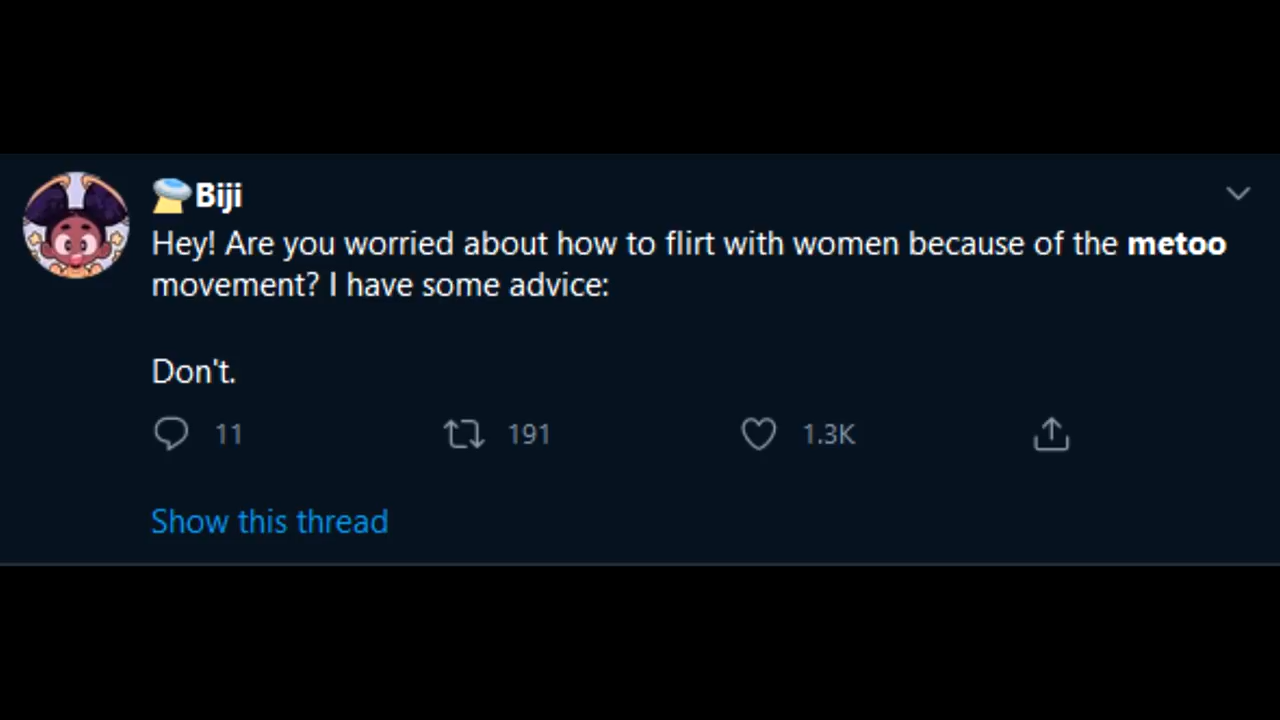 Biji
Hey! Are you worried about how to flirt with women because of the metoo
movement? I have some advice:
Don't.
11 191 1.3K
Show this thread